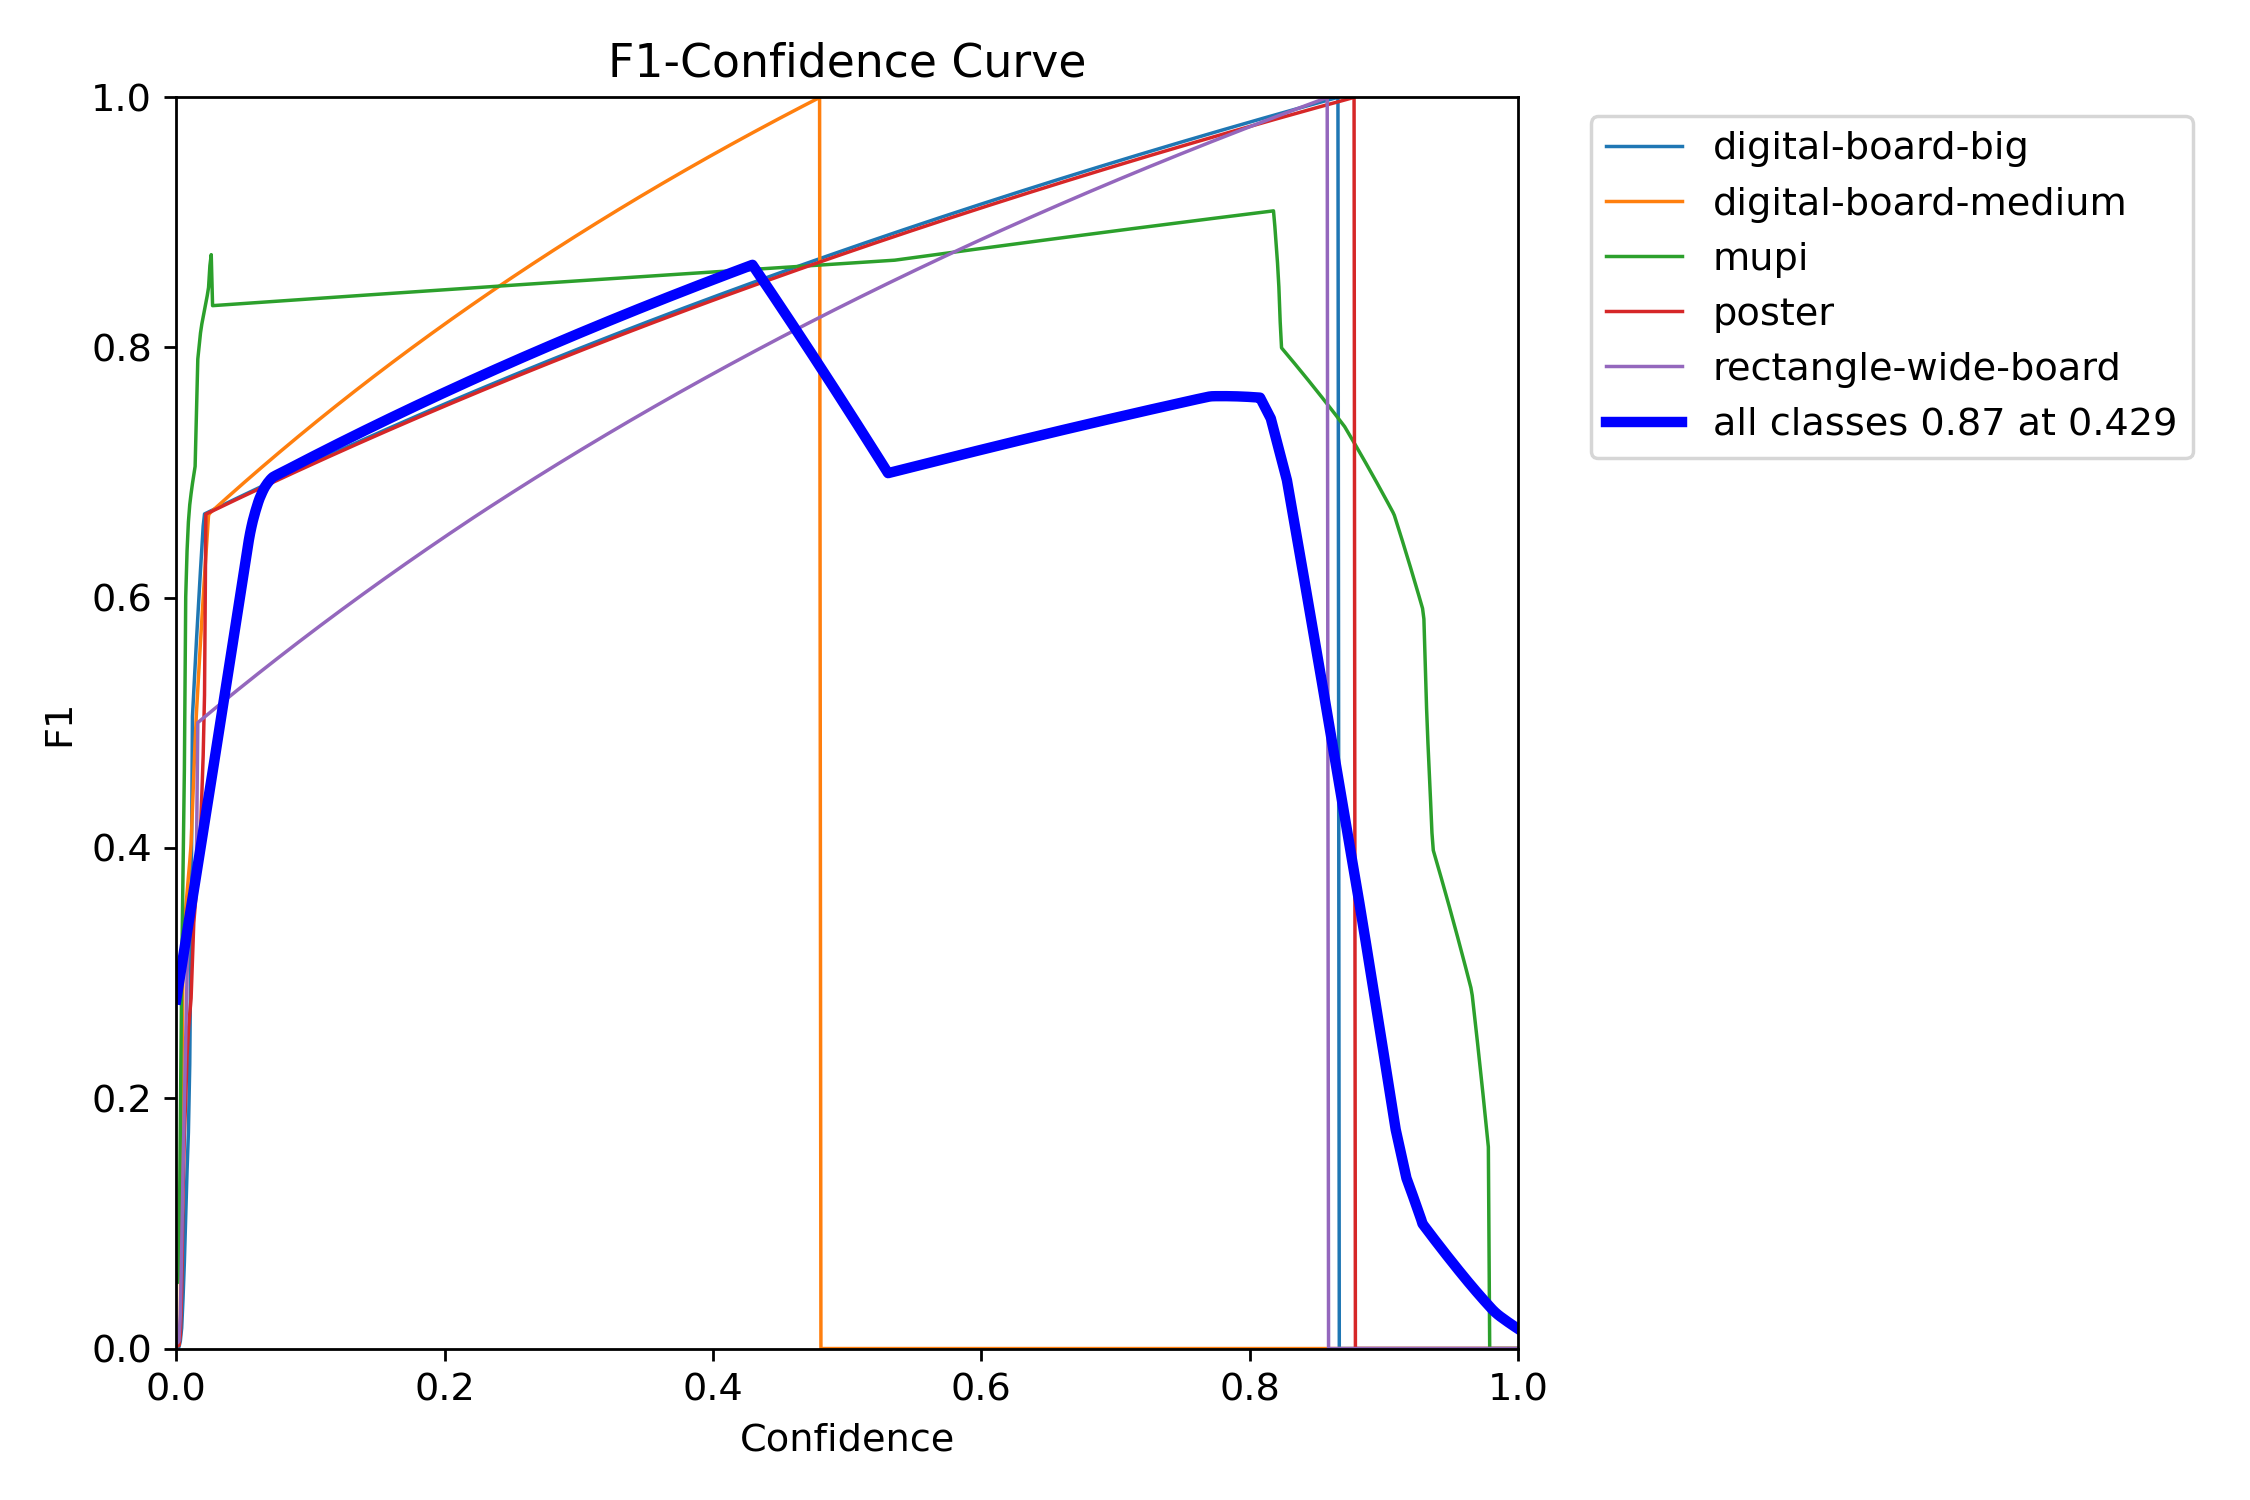 F1-Confidence Curve
1.0
0.8
0.6
0.4
0.2
0.0
F1
0.0 0.2 0.4 0.6 0.8 1.0
Confidence
digital-board-big
digital-board-medium
mupi
poster
rectangle-wide-board
all classes 0.87 at 0.429